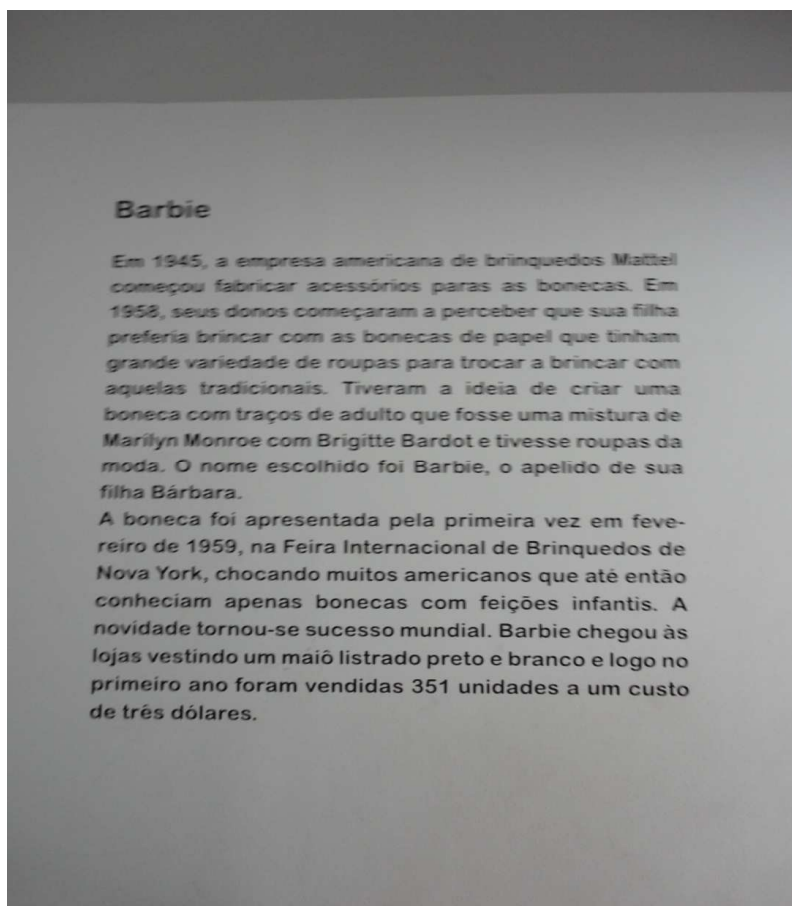 Barbie
Em 1945, a empresa americana de brinquedos Mattel
começou fabricar acessórios paras as bonecas. Em
1958, seus donos começaram a perceber que sua filha
preferia brincar com as bonecas de papel que tinham
grande variedade de roupas para trocar a brincar com
aquelas tradicionais. Tiveram a ideia de criar uma
boneca com traços de adulto que fosse uma mistura de
Marilyn Monroe com Brigitte Bardot e tivesse roupas da
moda. O nome escolhido foi Barbie, o apelido de sua
filha Bárbara.
A boneca foi apresentada pela primeira vez em feve-
reiro de 1959, na Feira Internacional de Brinquedos de
Nova York, chocando muitos americanos que até então
conheciam apenas bonecas com feições infantis. A
novidade tornou-se sucesso mundial. Barbie chegou às
lojas vestindo um maiô listrado preto e branco e logo no
primeiro ano foram vendidas 351 unidades a um custo
de três dólares.